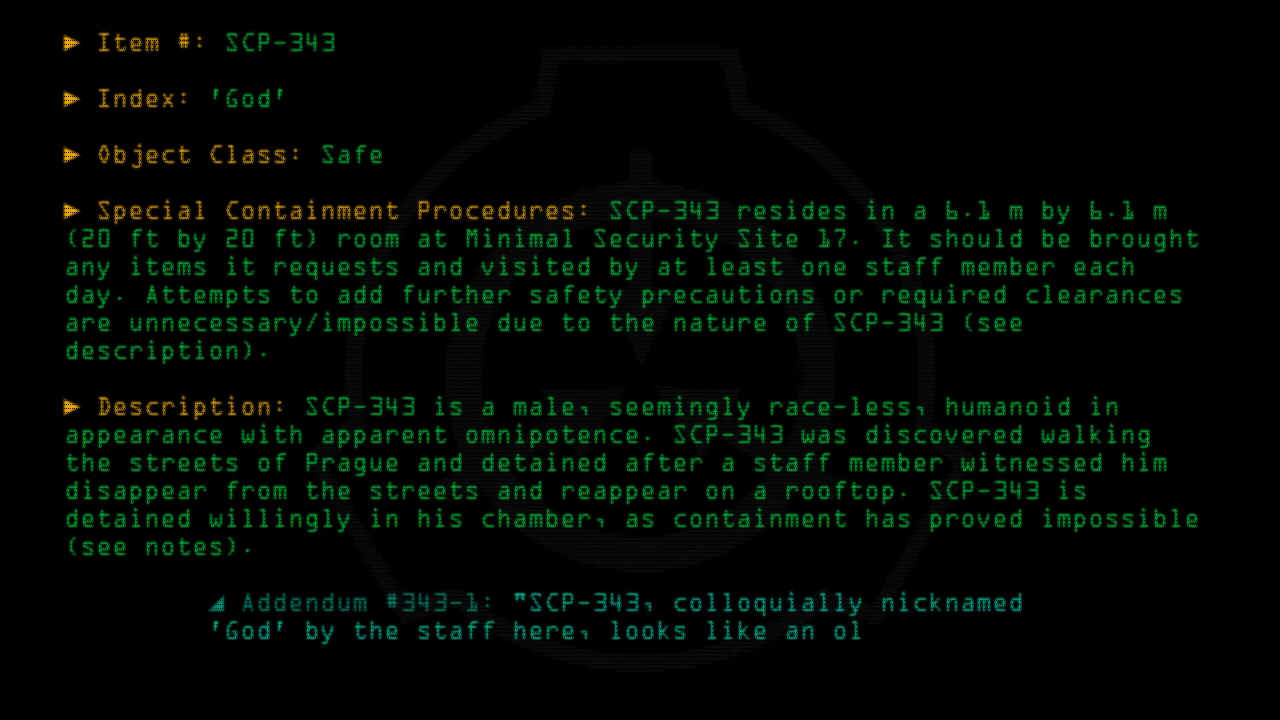 ▶ Item #: SCP-343
▶ Index: 'God'
▶ Object Class: Safe
▶ Special Containment Procedures: SCP-343 resides in a 6.1 m by 6.1 m
(20 ft by 20 ft) room at Minimal Security Site 17. It should be brought
any items it requests and visited by at least one staff member each
day. Attempts to add further safety precautions or required clearances
are unnecessary/impossible due to the nature of SCP-343 (see
description).
▶ Description: SCP-343 is a male, seemingly race-less, humanoid in
appearance with apparent omnipotence. SCP-343 was discovered walking
the streets of Prague and detained after a staff member witnessed him
disappear from the streets and reappear on a rooftop. SCP-343 is
detained willingly in his chamber, as containment has proved impossible
(see notes).
◢ Addendum #343-1: "SCP-343, colloquially nicknamed
'God' by the staff here, looks like an ol